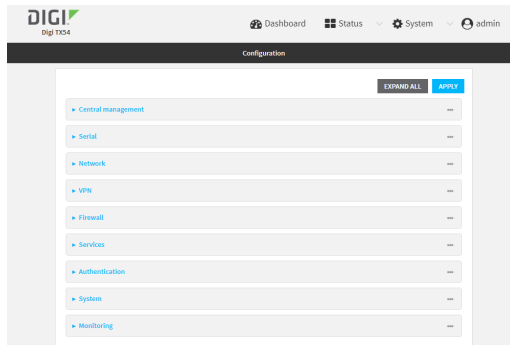 DIGI
Digi TX54
Dashboard Status System admin
Configuration
EXPAND ALL APPLY
Central management
Serial
Network
VPN
Firewall
Services
Authentication
System
Monitoring